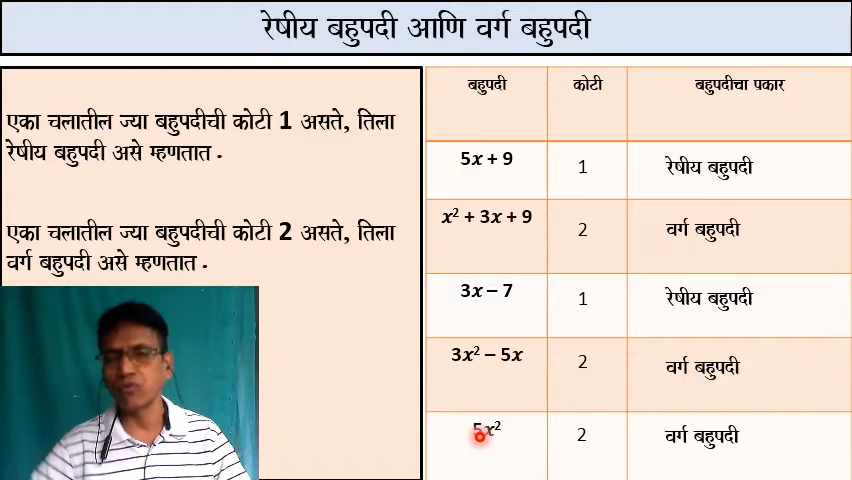 रेषीय बहुपदी आणि वर्ग बहुपदी
एका चलातील ज्या बहुपदीची कोटी 1 असते, तिला
रेषीय बहुपदी असे म्हणतात .
एका चलातील ज्या बहुपदीची कोटी 2 असते, तिला
वर्ग बहुपदी असे म्हणतात .
बहुपदी कोटी बहुपदीचा प्रकार
5x + 9 1 रेषीय बहुपदी
x² + 3x + 9 2 वर्ग बहुपदी
3x – 7 1 रेषीय बहुपदी
3x² – 5x 2 वर्ग बहुपदी
5x² 2 वर्ग बहुपदी